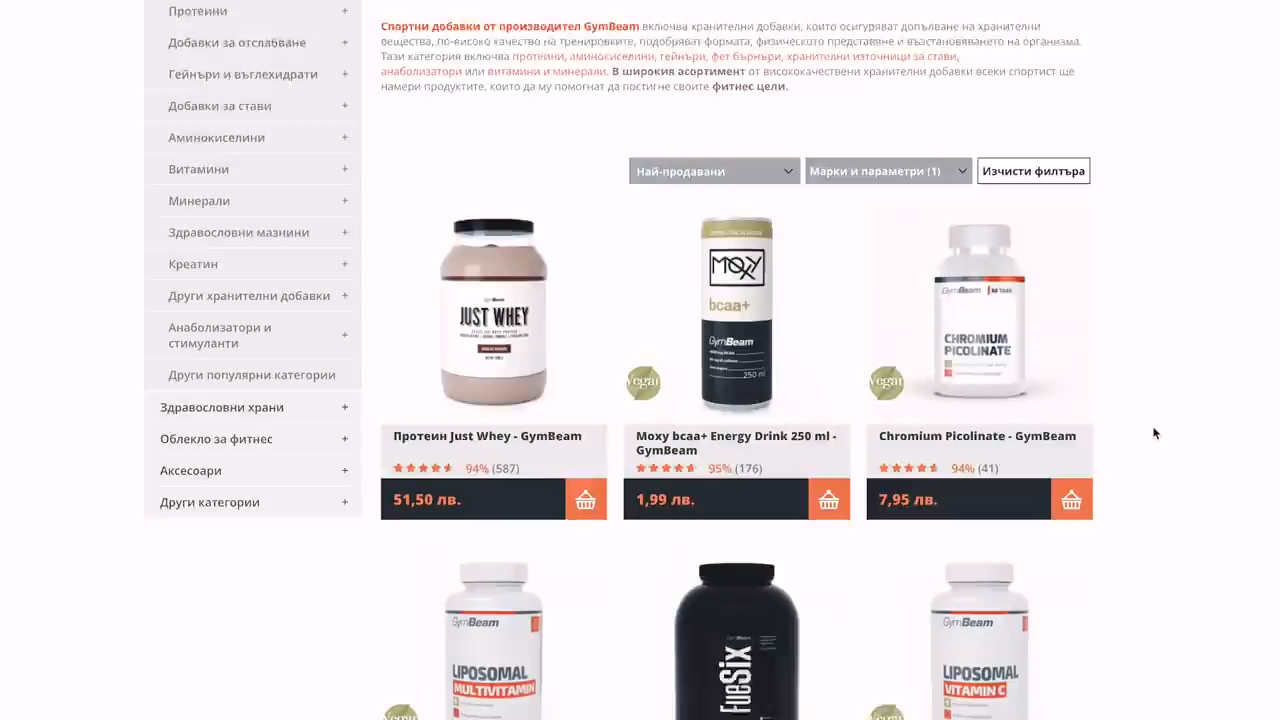 Протеини +
Добавки за отслабване +
Гейнъри и въглехидрати +
Добавки за стави +
Аминокиселини +
Витамини +
Минерали +
Здравословни мазнини +
Креатин +
Други хранителни добавки +
Анаболизатори и
стимуланти +
Други популярни категории
Здравословни храни +
Облекло за фитнес +
Аксесоари +
Други категории +
Спортни добавки от производител GymBeam включва хранителни добавки, които осигуряват допълване на хранителни
вещества, по-високо качество на тренировките, подобряват формата, физическото представяне и възстановяването на организма.
Тази категория включва протеини, аминокиселини, гейнъри, фет бърнъри, хранителни източници за стави,
анаболизатори или витамини и минерали. В широкия асортимент от висококачествени хранителни добавки всеки спортист ще
намери продуктите, които да му помогнат да постигне своите фитнес цели.
Най-продавани
Марки и параметри (1)
Изчисти филтъра
GymBeam
JUST WHEY
MOXY
bcaa+
GymBeam
250 ml
Vegan
GymBeam 60 TABS
CHROMIUM
PICOLINATE
Vegan
Протеин Just Whey - GymBeam
94% (587)
51,50 лв.
Moxy bcaa+ Energy Drink 250 ml -
GymBeam
95% (176)
1,99 лв.
Chromium Picolinate - GymBeam
94% (41)
7,95 лв.
GymBeam
LIPOSOMAL
MULTIVITAMIN
Vegan
GymBeam
FueSix
GymBeam
LIPOSOMAL
VITAMIN C
Vegan